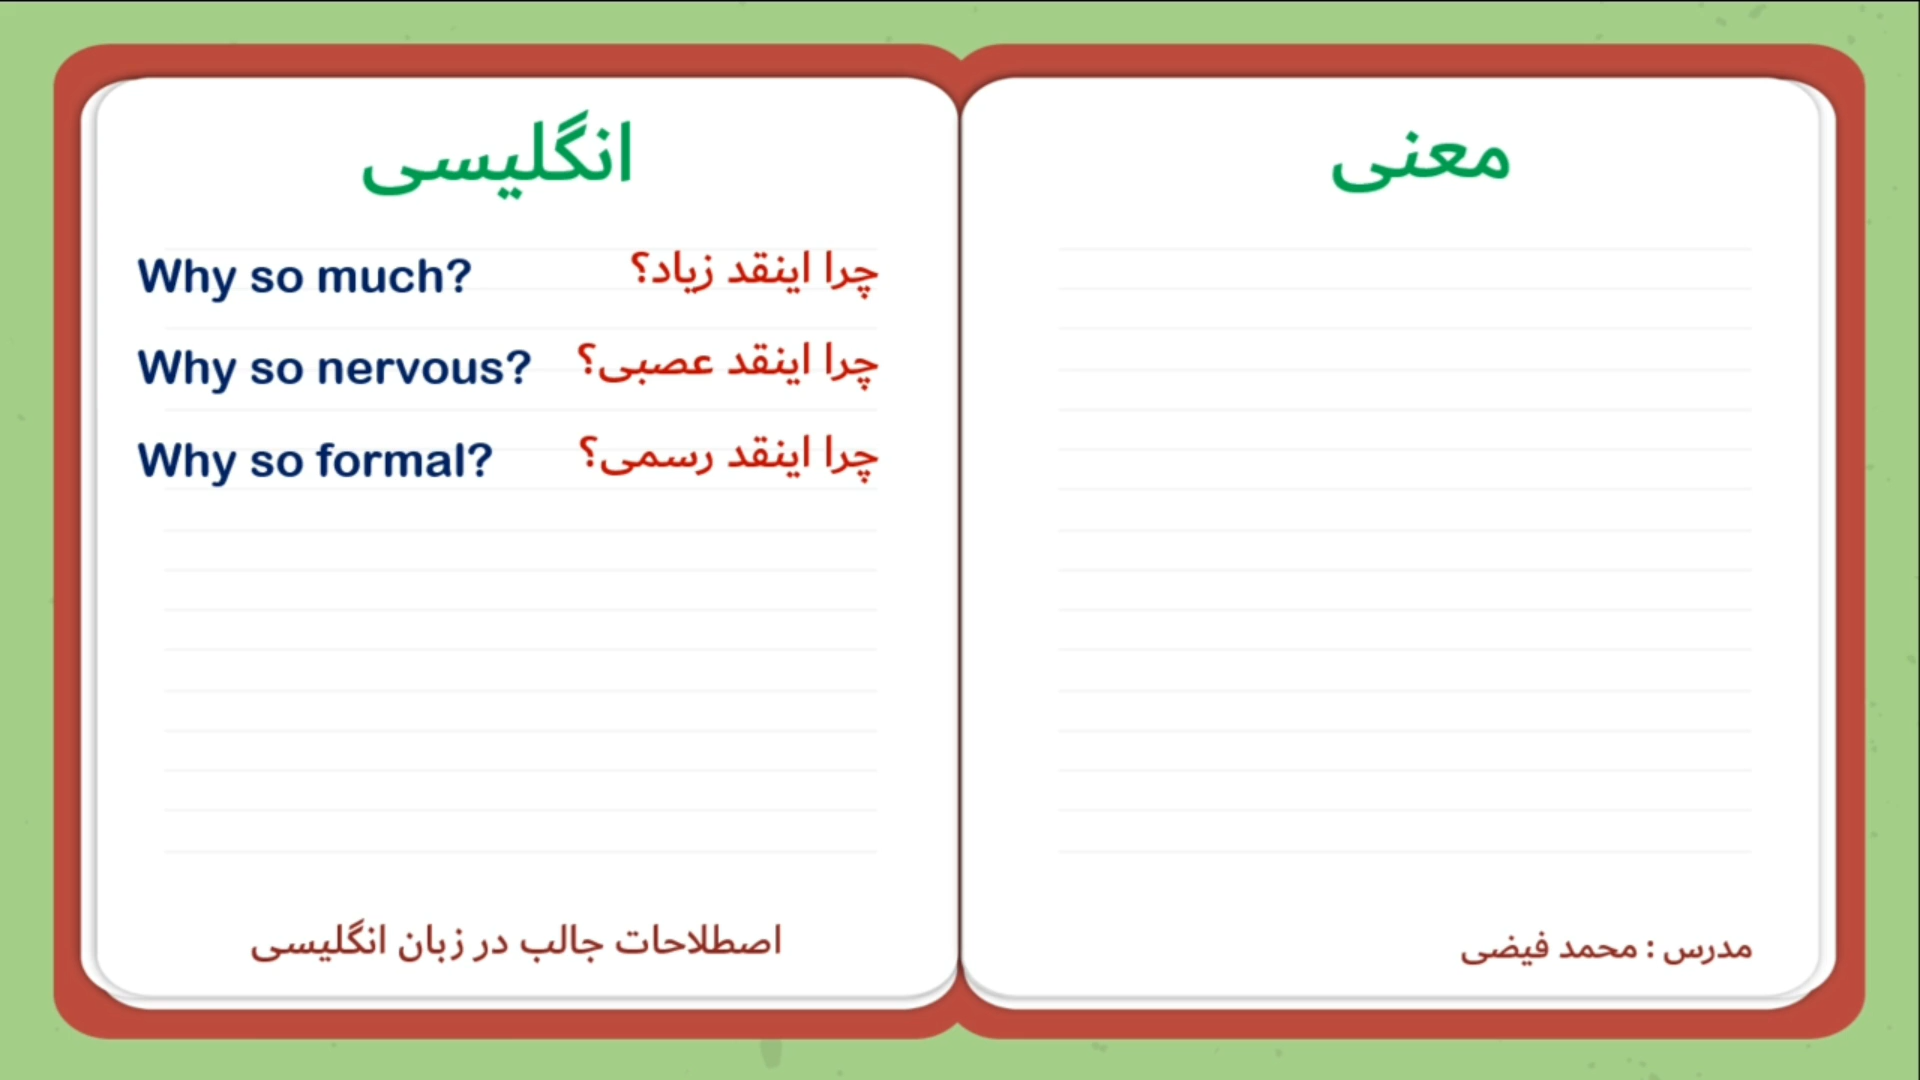 انگلیسی
Why so much? چرا اینقد زیاد؟
Why so nervous? چرا اینقد عصبی؟
Why so formal? چرا اینقد رسمی؟
اصطلاحات جالب در زبان انگلیسی
معنی
مدرس : محمد فیضی